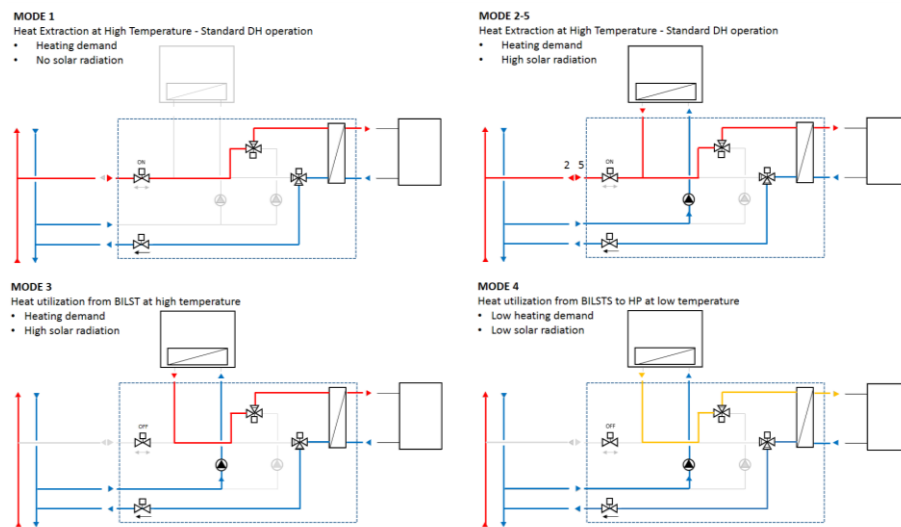 MODE 1
Heat Extraction at High Temperature - Standard DH operation
• Heating demand
• No solar radiation
ON
MODE 2-5
Heat Extraction at High Temperature - Standard DH operation
• Heating demand
• High solar radiation
2 5
ON
MODE 3
Heat utilization from BILST at high temperature
• Heating demand
• High solar radiation
OFF
MODE 4
Heat utilization from BILSTS to HP at low temperature
• Low heating demand
• Low solar radiation
OFF